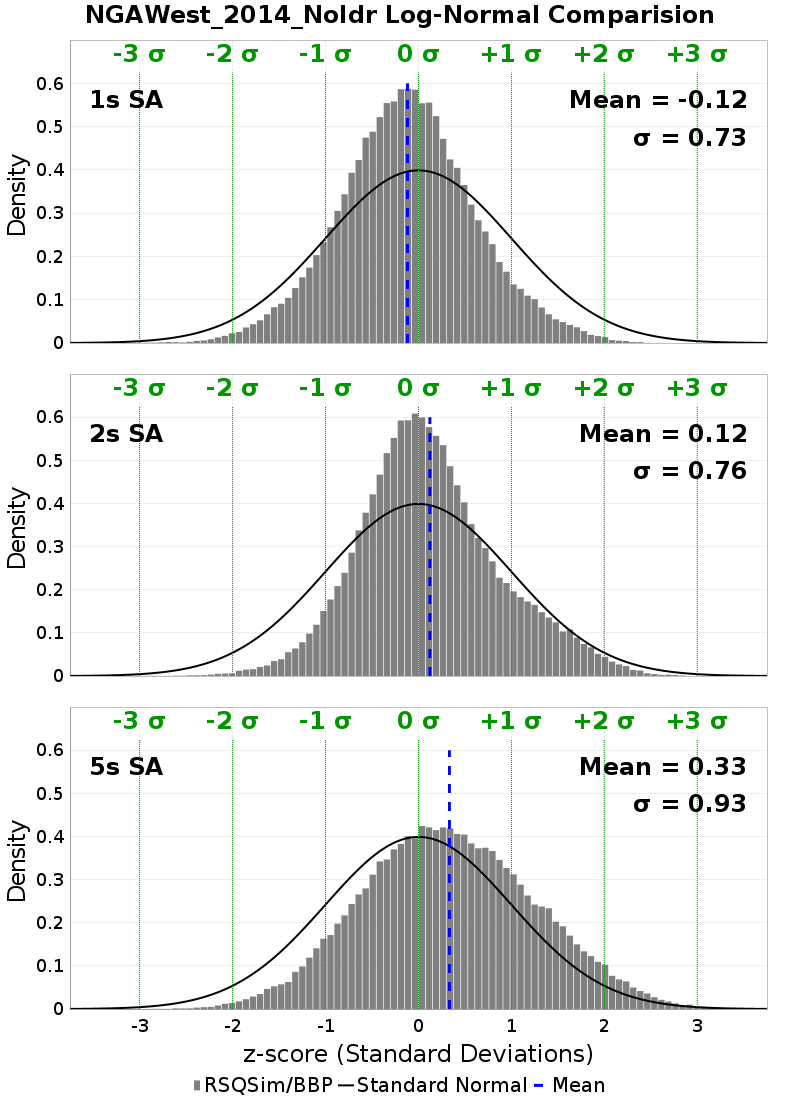 NGAWest_2014_NoIdr Log-Normal Comparision
-3 σ -2 σ -1 σ 0 σ +1 σ +2 σ +3 σ
1s SA
Mean = -0.12
σ = 0.73
Density
0.6
0.5
0.4
0.3
0.2
0.1
0
-3 σ -2 σ -1 σ 0 σ +1 σ +2 σ +3 σ
2s SA
Mean = 0.12
σ = 0.76
Density
0.6
0.5
0.4
0.3
0.2
0.1
0
-3 σ -2 σ -1 σ 0 σ +1 σ +2 σ +3 σ
5s SA
Mean = 0.33
σ = 0.93
Density
0.6
0.5
0.4
0.3
0.2
0.1
0
-3 -2 -1 0 1 2 3
z-score (Standard Deviations)
RSQSim/BBP Standard Normal Mean